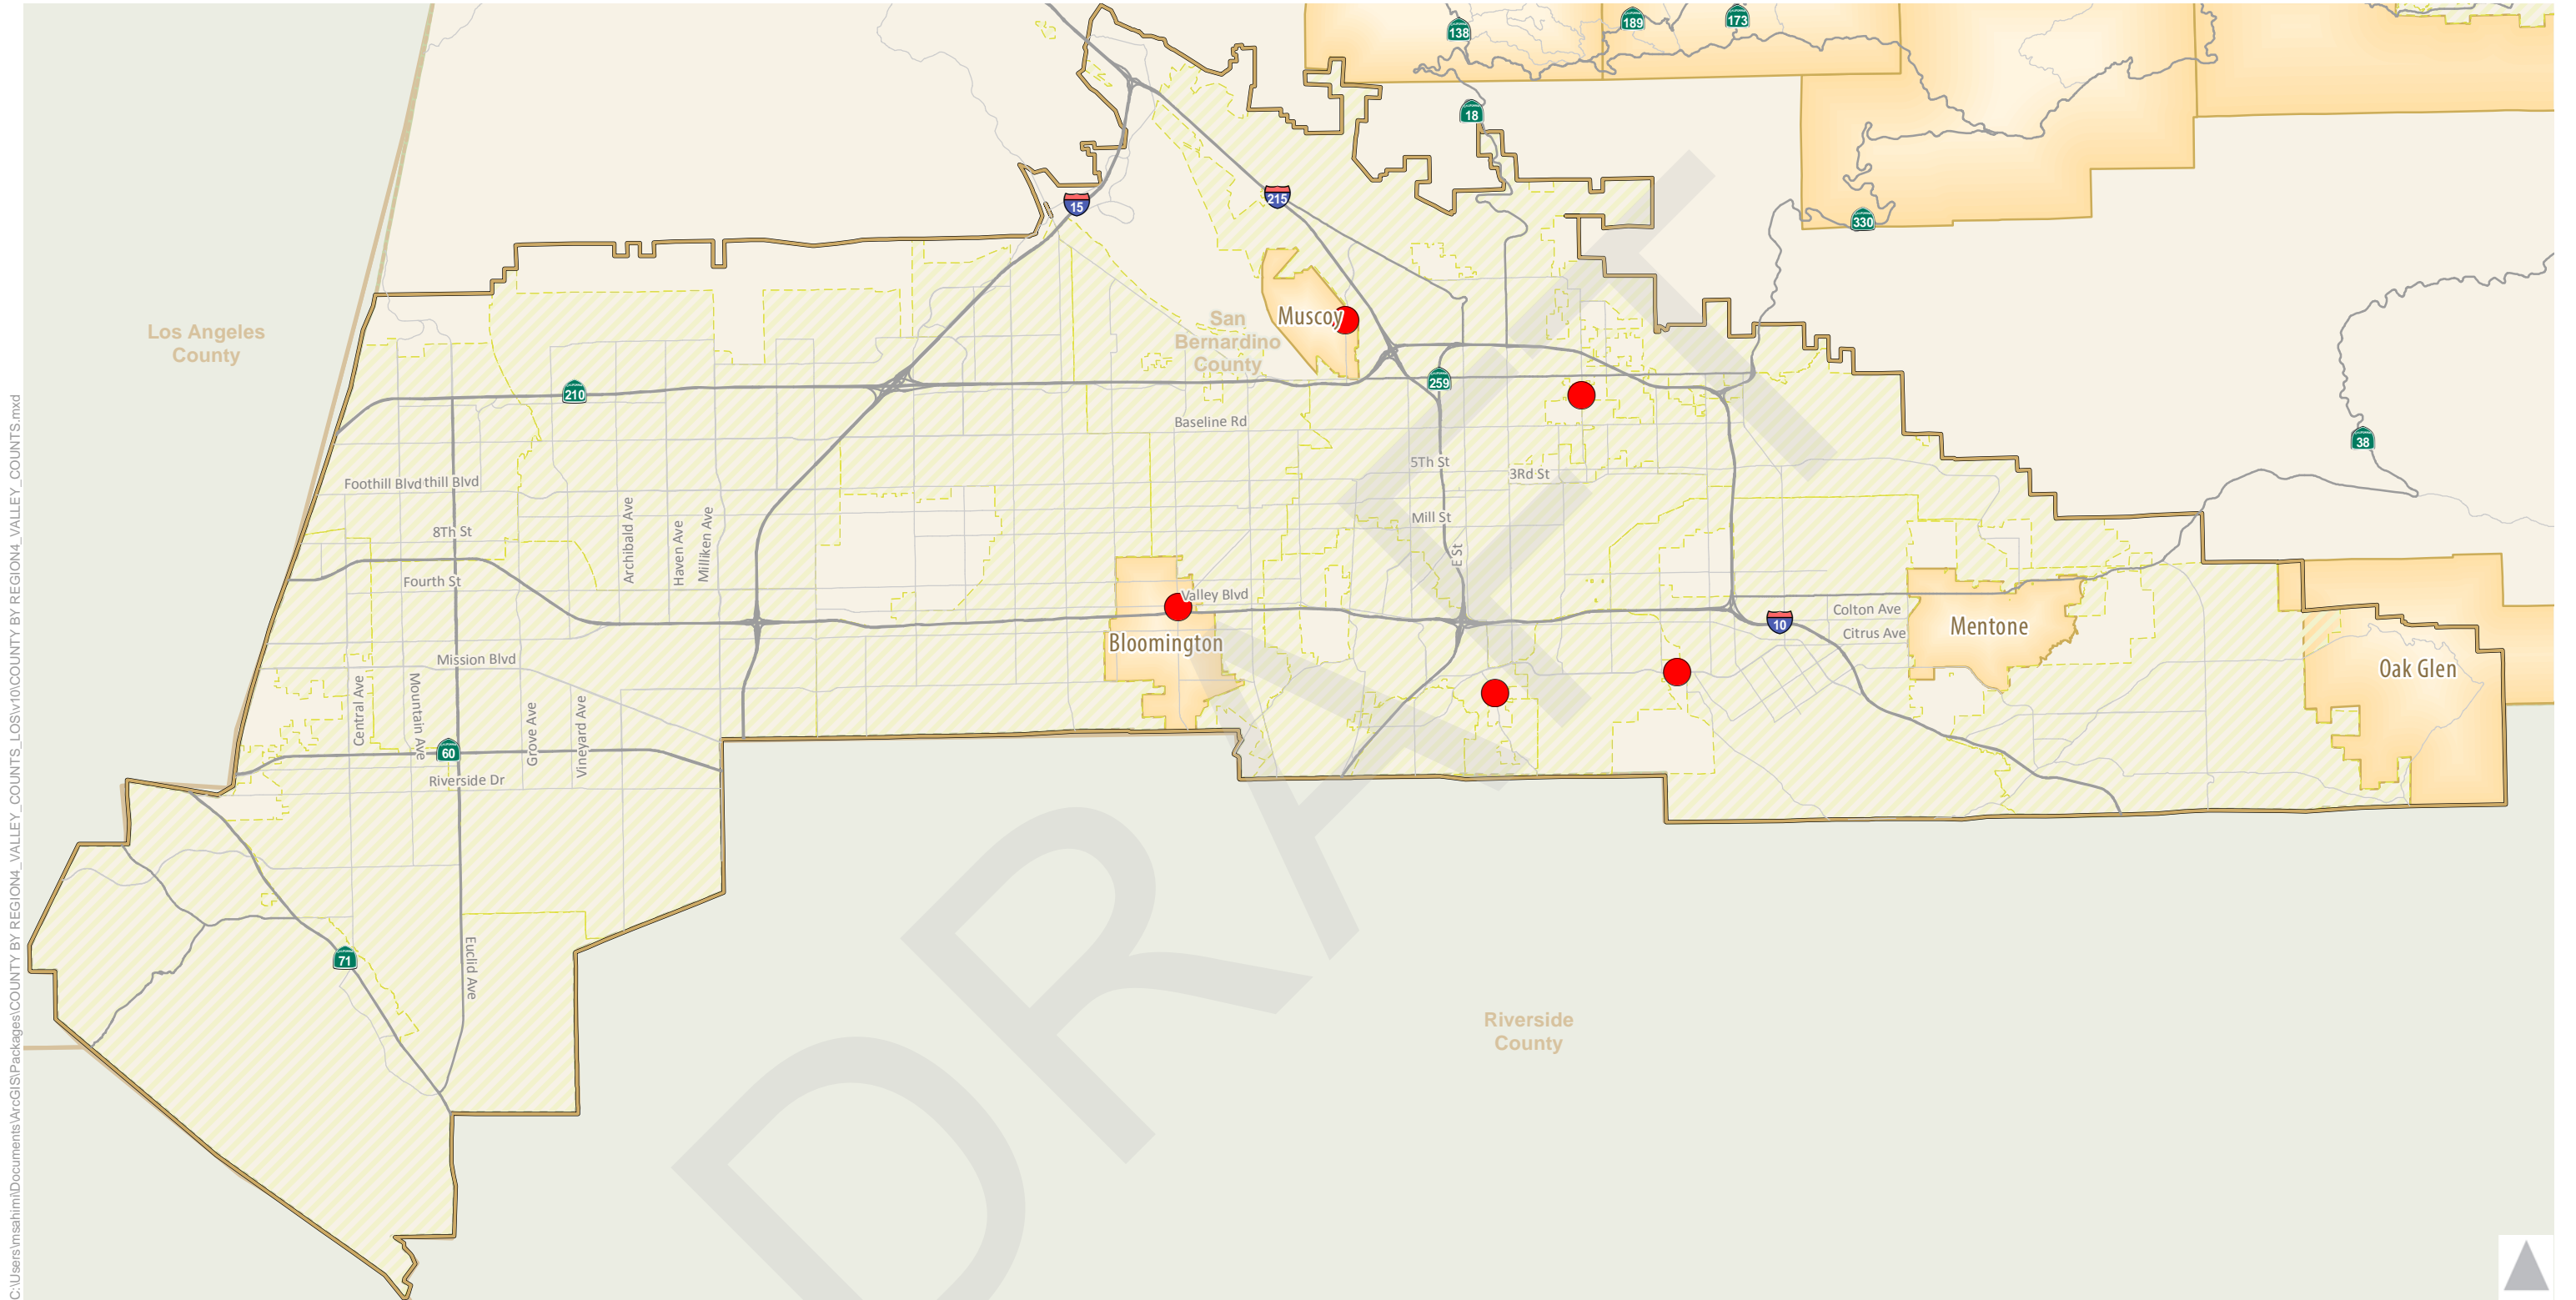 138
189
173
18
15
215
330
Los Angeles
County
San
Bernardino
County
Muscoy
210
259
Baseline Rd
38
5Th St
3Rd St
Foothill Blvd
thill Blvd
Archibald Ave
Haven Ave
Milliken Ave
Mill St
8Th St
E St
Fourth St
Valley Blvd
Colton Ave
10
Citrus Ave
Mentone
Bloomington
Mission Blvd
Oak Glen
Central Ave
Mountain Ave
Grove Ave
Vineyard Ave
60
Riverside Dr
71
Euclid Ave
Riverside
County
DRAFT
C:\Users\msahimi\Documents\ArcGIS\Packages\COUNTY BY REGION4_VALLEY_COUNTS_LOS\v10\COUNTY BY REGION4_VALLEY_COUNTS.mxd